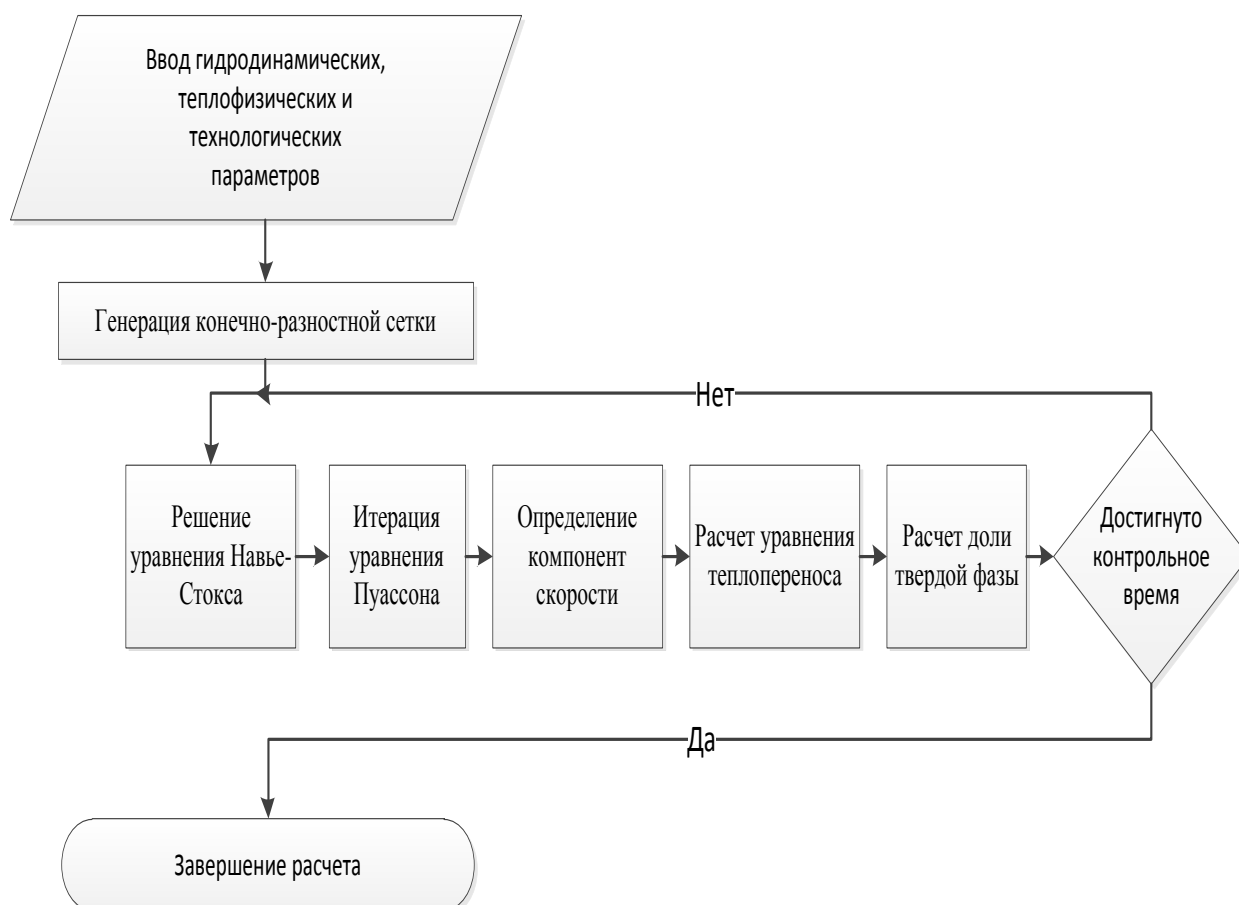 Ввод гидродинамических,
теплофизических и
технологических
параметров
Генерация конечно-разностной сетки
Нет
Решение
уравнения Навье-
Стокса
Итерация
уравнения
Пуассона
Определение
компонент
скорости
Расчет уравнения
теплопереноса
Расчет доли
твердой фазы
Достигнуто
контрольное
время
Да
Завершение расчета